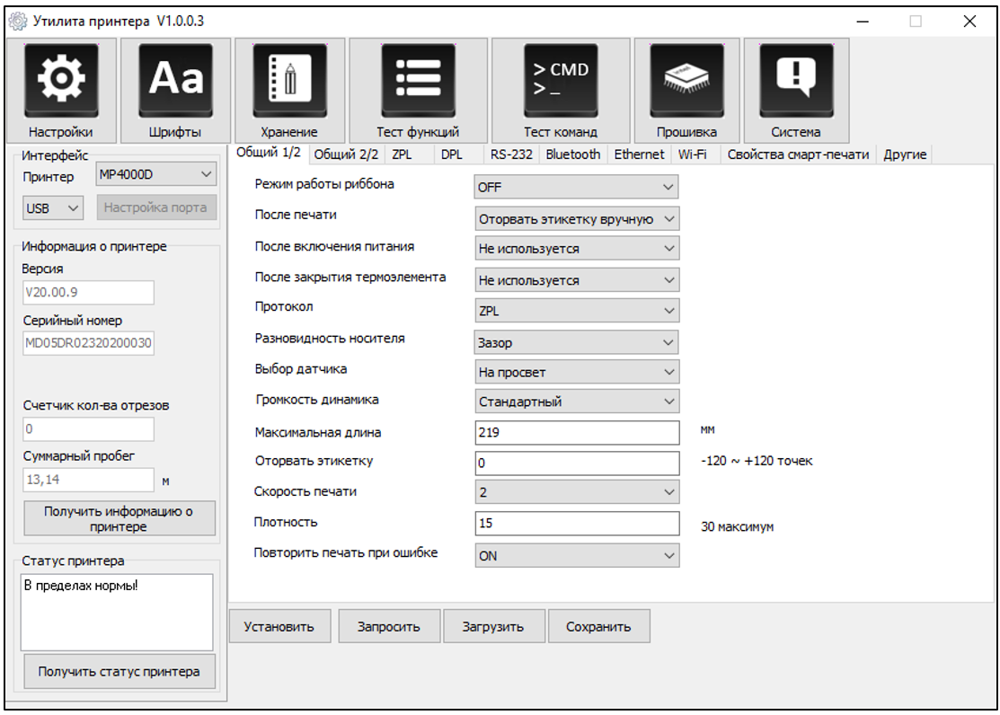 Утилита принтера V1.0.0.3
Aa
> CMD
> _
Настройки
Шрифты
Хранение
Тест функций
Тест команд
Прошивка
Система
Интерфейс
Принтер
MP4000D
USB
Настройка порта
Информация о принтере
Версия
V20.00.9
Серийный номер
MD05DR02320200030
Счетчик кол-ва отрезов
0
Суммарный пробег
13,14
м
Получить информацию о
принтере
Статус принтера
В пределах нормы!
Получить статус принтера
Общий 1/2
Общий 2/2
ZPL
DPL
RS-232
Bluetooth
Ethernet
Wi-Fi
Свойства смарт-печати
Другие
Режим работы риббона
OFF
После печати
Оторвать этикетку вручную
После включения питания
Не используется
После закрытия термоэлемента
Не используется
Протокол
ZPL
Разновидность носителя
Зазор
Выбор датчика
На просвет
Громкость динамика
Стандартный
Максимальная длина
219
мм
Оторвать этикетку
0
-120 ~ +120 точек
Скорость печати
2
Плотность
15
30 максимум
Повторить печать при ошибке
ON
Установить
Запросить
Загрузить
Сохранить